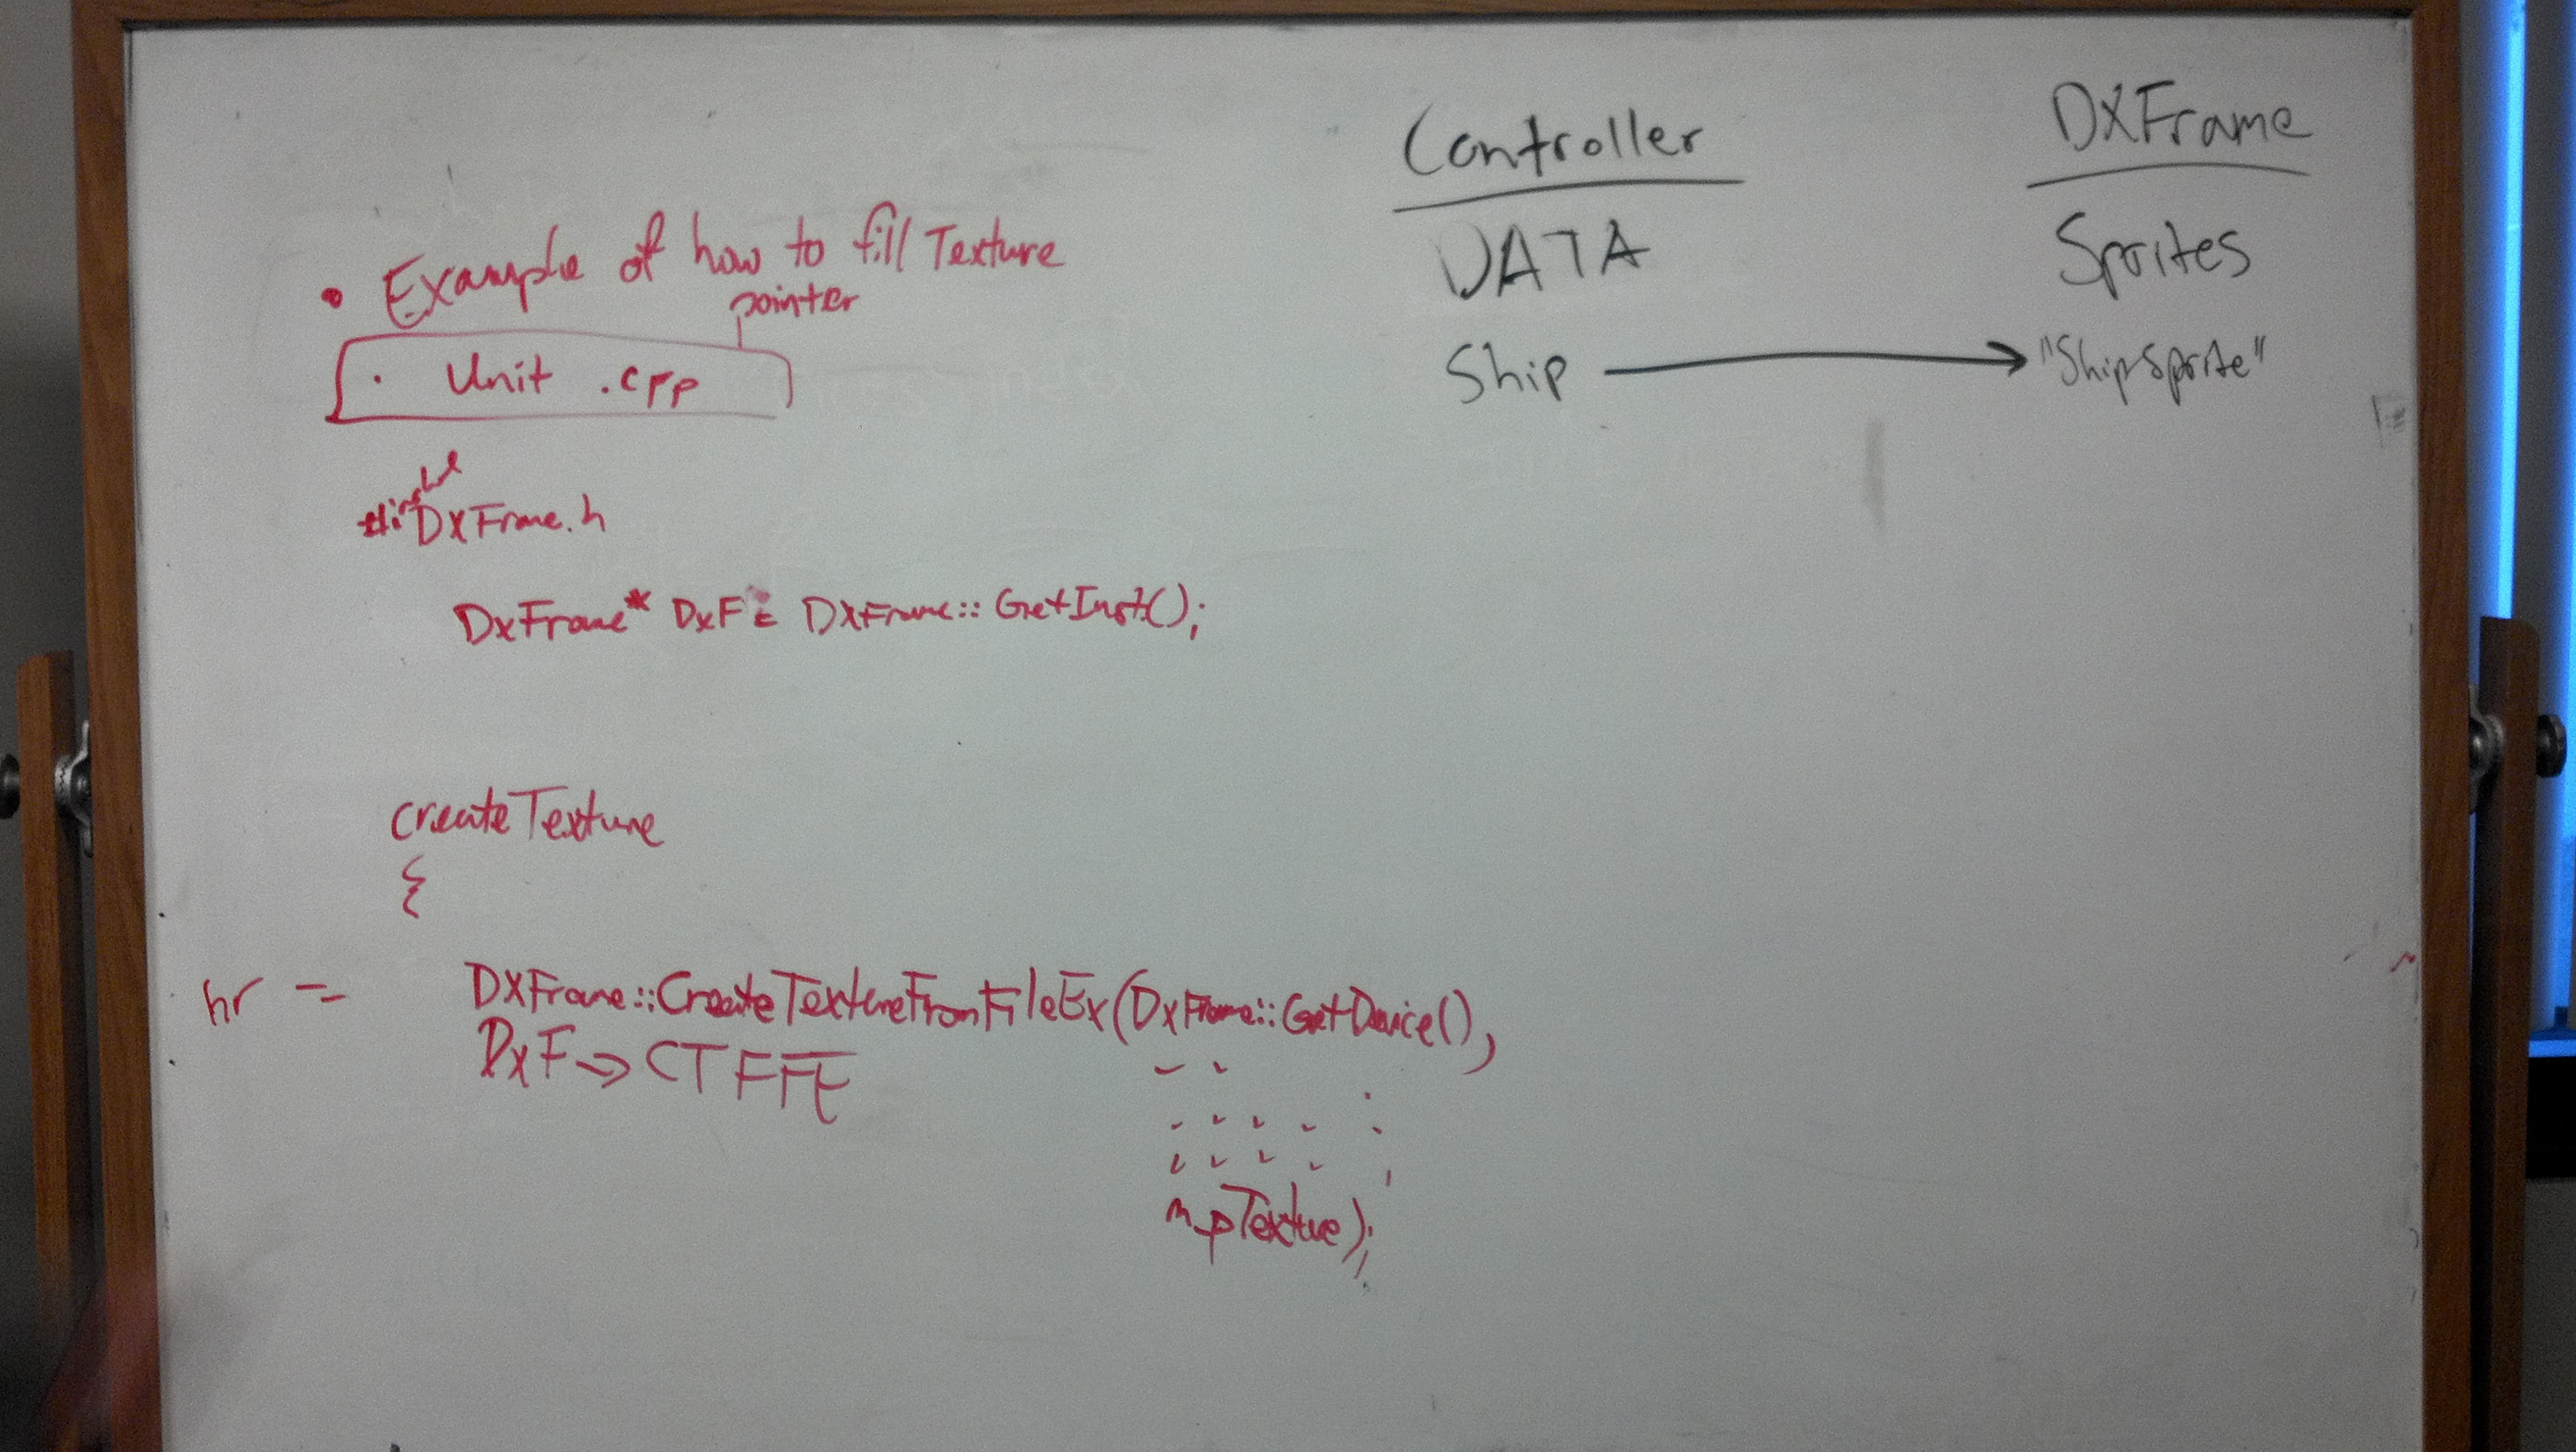 • Example of how to fill Texture
pointer
. Unit .cpp
#include
DxFrame.h
DxFrame* DxF = DXFrame::GetInst();
createTexture
{
hr = DXFrame::CreateTextureFromFileEx(DxFrame::GetDevice(),
DxF->CTFFE
m_pTexture);
Controller
DATA
Ship
DXFrame
Sprites
"ShipSprite"